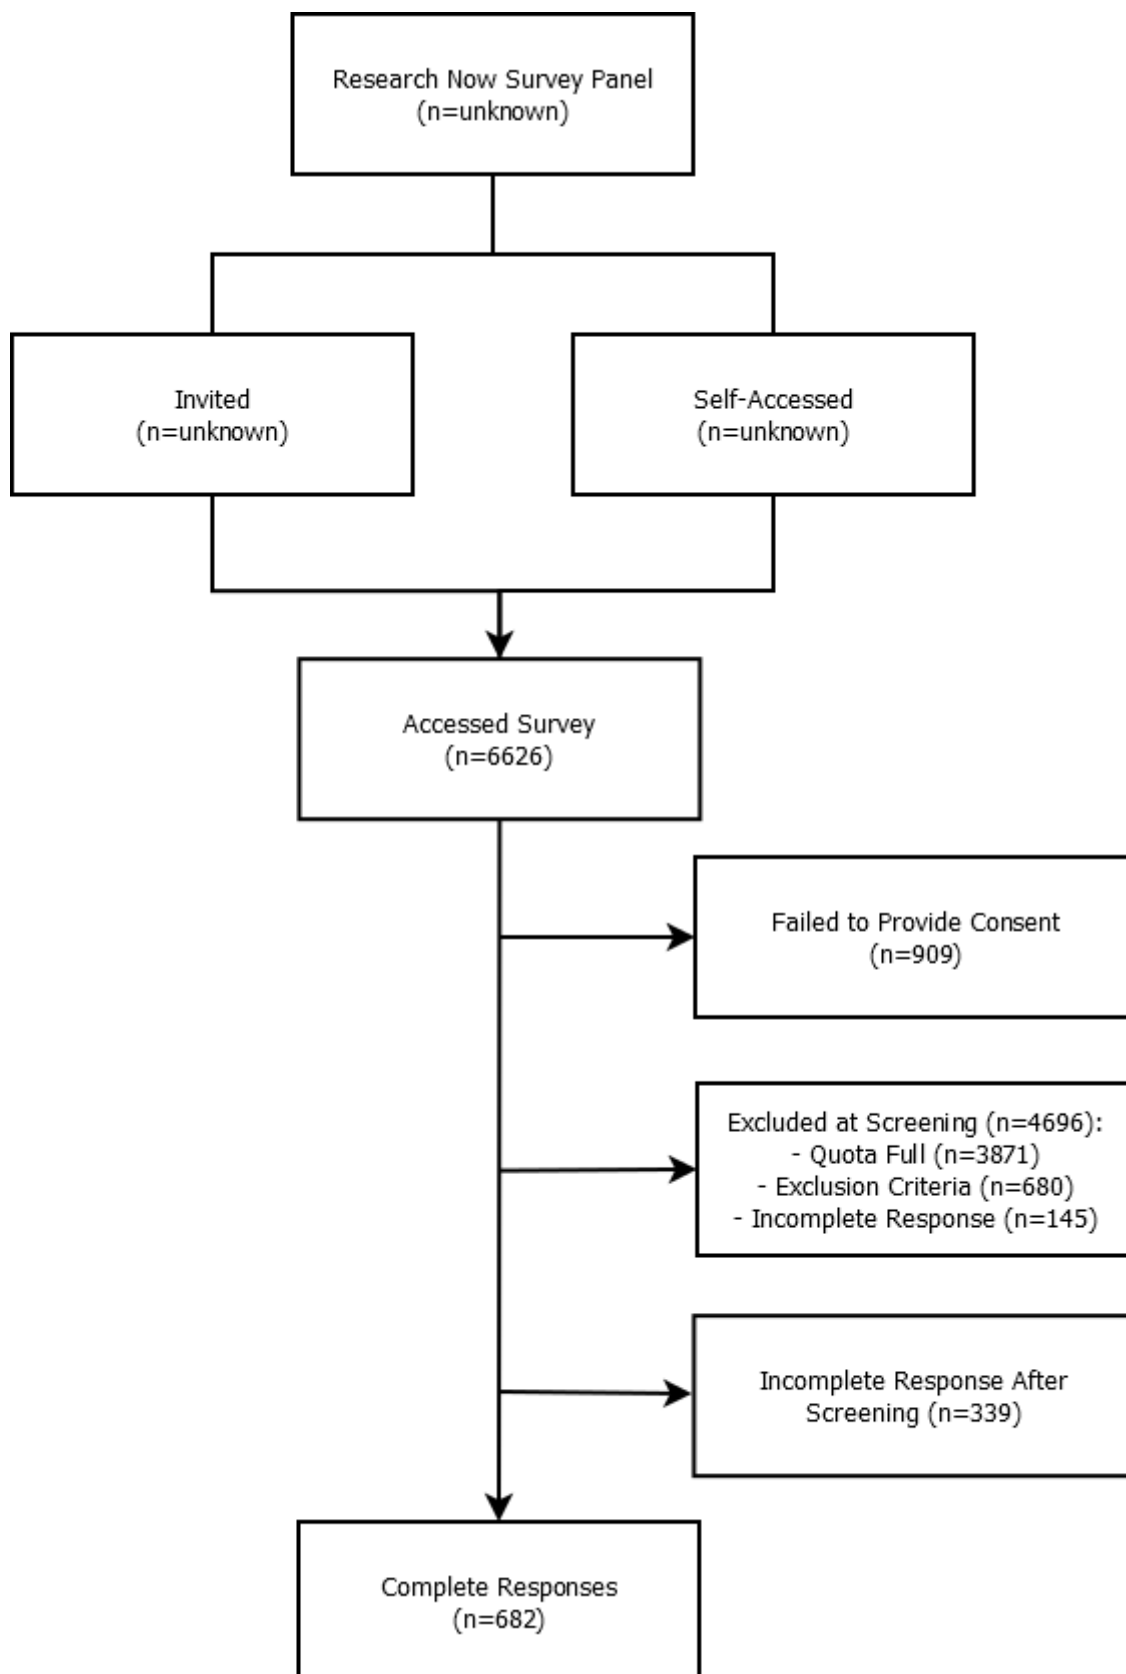 Research Now Survey Panel
(n=unknown)
Invited
(n=unknown)
Self-Accessed
(n=unknown)
Accessed Survey
(n=6626)
Failed to Provide Consent
(n=909)
Excluded at Screening (n=4696):
- Quota Full (n=3871)
- Exclusion Criteria (n=680)
- Incomplete Response (n=145)
Incomplete Response After
Screening (n=339)
Complete Responses
(n=682)